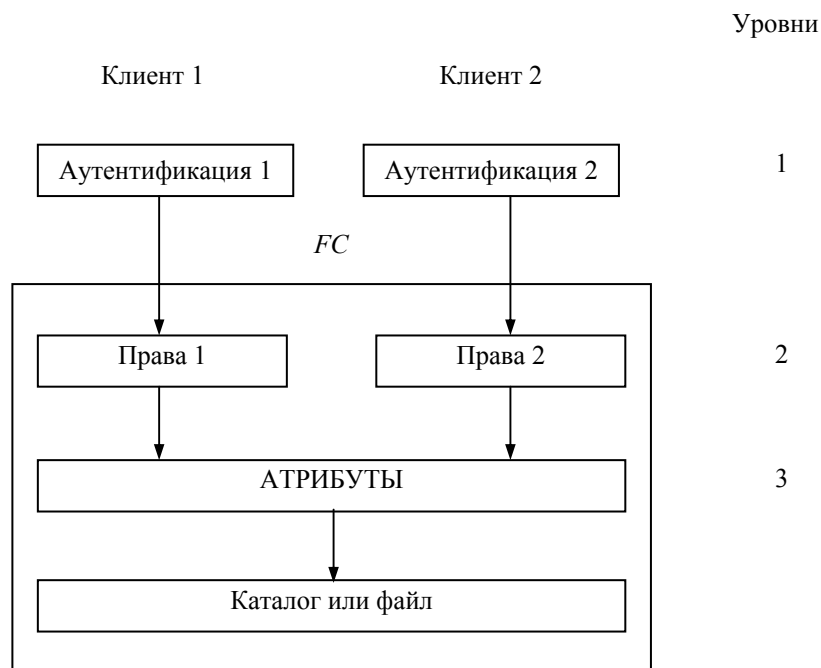 Уровни
Клиент 1 Клиент 2
Аутентификация 1 Аутентификация 2 1
FC
Права 1 Права 2 2
АТРИБУТЫ 3
Каталог или файл